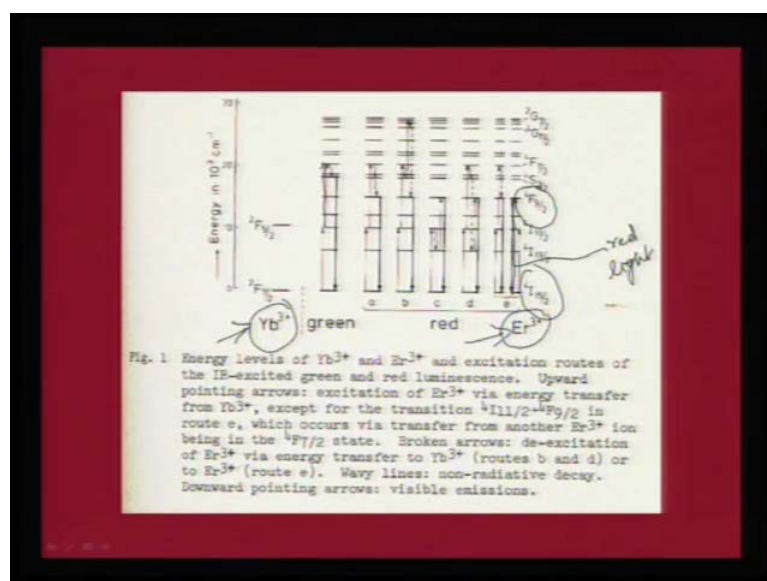 Energy in 10³ cm⁻¹
20
0
Yb³⁺
green
a
b
c
d
e
red
Er³⁺
red
light
Fig. 1 Energy levels of Yb³⁺ and Er³⁺ and excitation routes of
the IR-excited green and red luminescence. Upward
pointing arrows: excitation of Er³⁺ via energy transfer
from Yb³⁺, except for the transition ⁴I11/2→⁴F9/2 in
route e, which occurs via transfer from another Er³⁺ ion
being in the ⁴F7/2 state. Broken arrows: de-excitation
of Er³⁺ via energy transfer to Yb³⁺ (routes b and d) or
to Er³⁺ (route e). Wavy lines: non-radiative decay.
Downward pointing arrows: visible emissions.